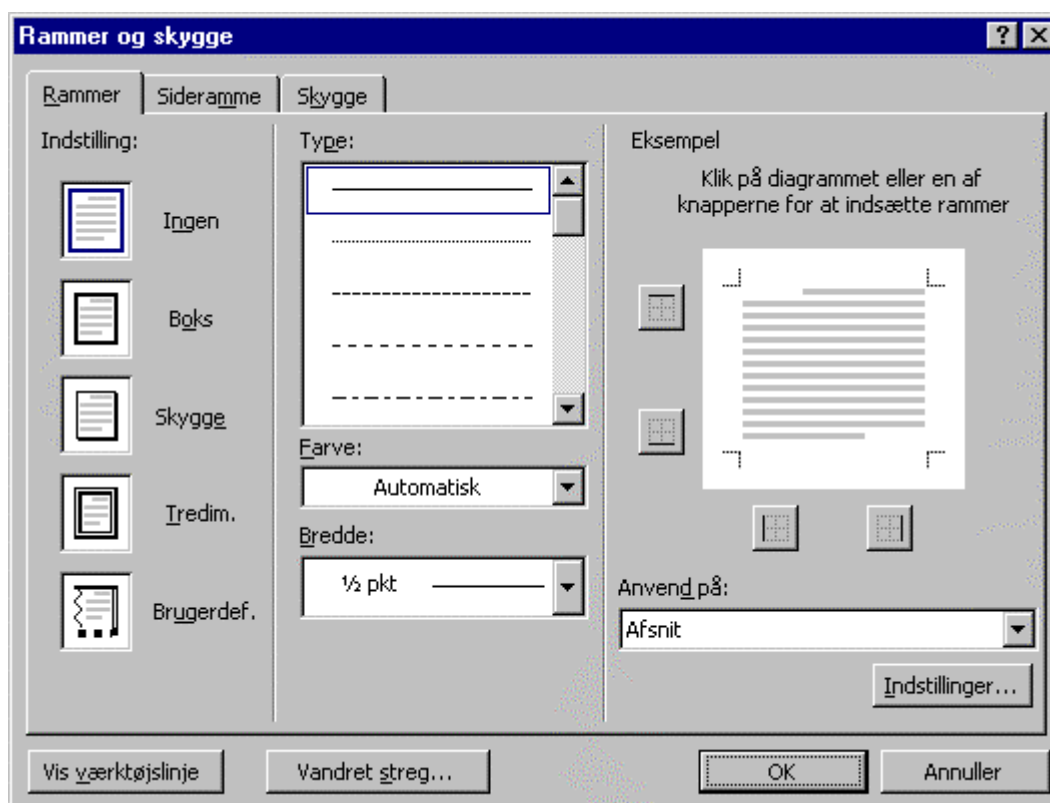 Rammer og skygge
Rammer
Sideramme
Skygge
Indstilling:
Ingen
Boks
Skygge
Tredim.
Brugerdef.
Type:
Farve:
Automatisk
Bredde:
½ pkt
Eksempel
Klik på diagrammet eller en af
knapperne for at indsætte rammer
Anvend på:
Afsnit
Indstillinger...
Vis værktøjslinje
Vandret streg...
OK
Annuller